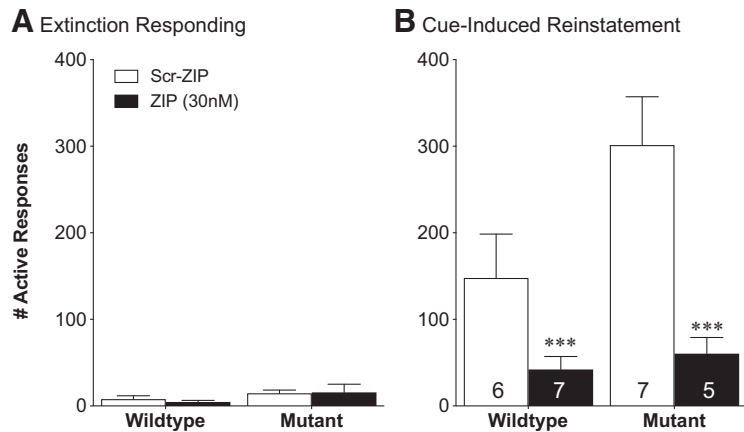 A Extinction Responding
# Active Responses
400
300
200
100
0
Scr-ZIP
ZIP (30nM)
Wildtype
Mutant
B Cue-Induced Reinstatement
400
300
200
100
0
***
***
6
7
7
5
Wildtype
Mutant